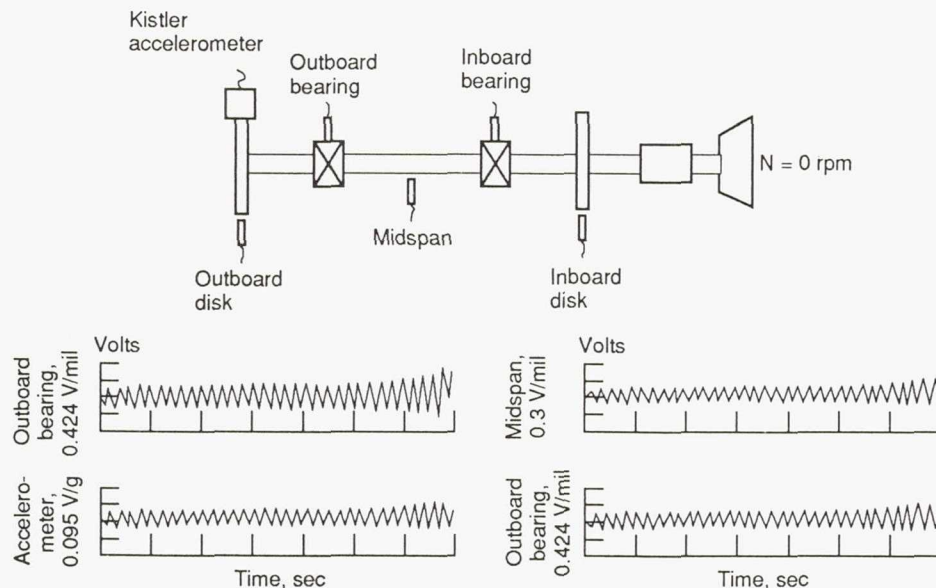 Kistler
accelerometer
Outboard
bearing
Inboard
bearing
N = 0 rpm
Midspan
Outboard
disk
Inboard
disk
Volts
Outboard
bearing,
0.424 V/mil
Volts
Midspan,
0.3 V/mil
Accelero-
meter,
0.095 V/g
Outboard
bearing,
0.424 V/mil
Time, sec
Time, sec